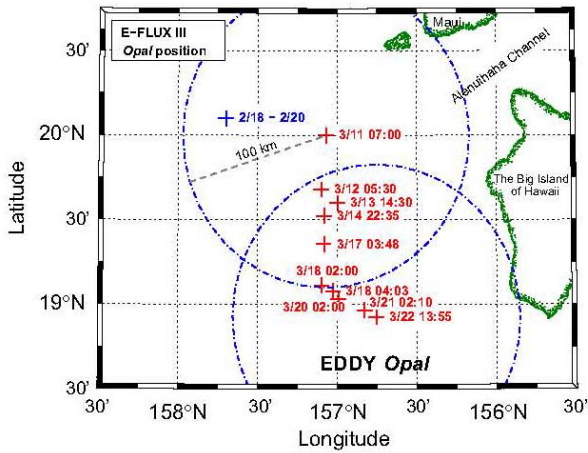 E-FLUX III
Opal position
Maui
Alenuihaha Channel
30'
2/18 - 2/20
20°N
3/11 07:00
100 km
3/12 05:30
3/13 14:30
3/14 22:35
The Big Island
of Hawaii
Latitude
30'
3/17 03:48
3/18 02:00
3/18 04:03
19°N
3/20 02:00
3/21 02:10
3/22 13:55
EDDY Opal
30'
30' 158°N 30' 157°N 30' 156°N 30'
Longitude